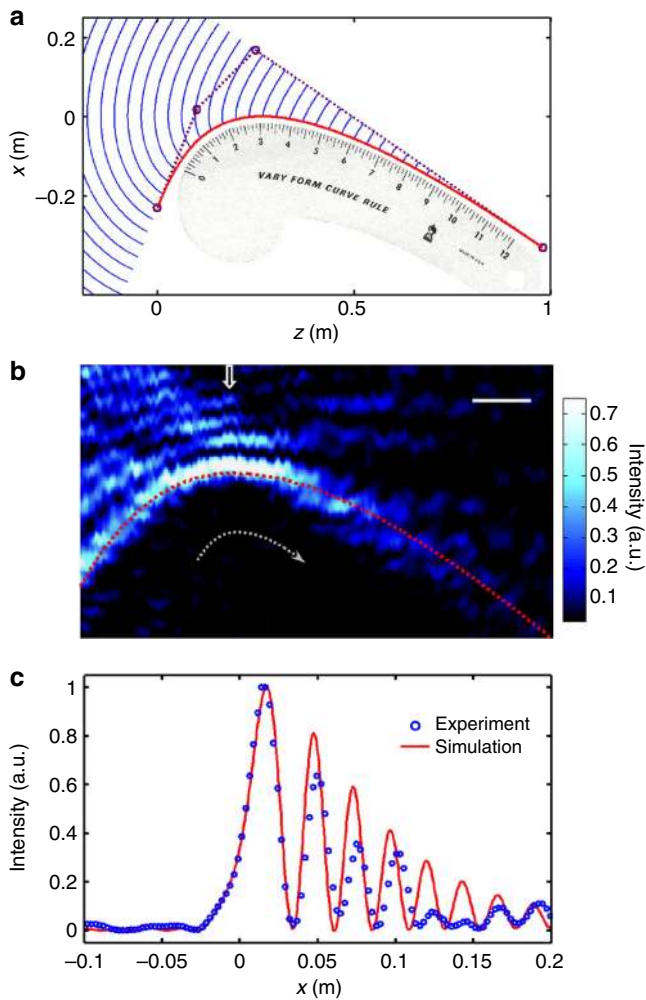 a
0.2
0
−0.2
x (m)
0 1 2 3 4 5 6 7 8 9 10 11 12
VARY FORM CURVE RULE
MADE IN U.S.A.
0 0.5 1
z (m)
b
0.7
0.6
0.5
0.4
0.3
0.2
0.1
Intensity (a.u.)
c
1
0.8
0.6
0.4
0.2
0
Intensity (a.u.)
Experiment
Simulation
−0.1 −0.05 0 0.05 0.1 0.15 0.2
x (m)